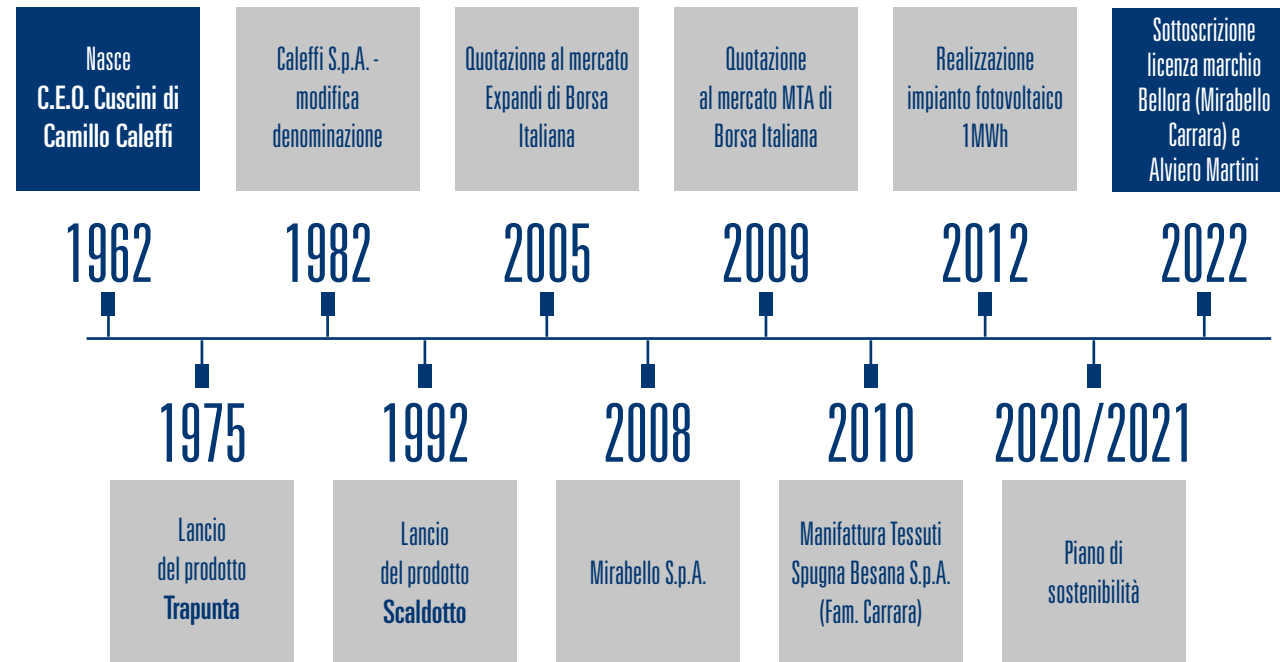 Nasce
C.E.O. Cuscini di
Camillo Caleffi
Caleffi S.p.A. -
modifica
denominazione
Quotazione al mercato
Expandi di Borsa
Italiana
Quotazione
al mercato MTA di
Borsa Italiana
Realizzazione
impianto fotovoltaico
1MWh
Sottoscrizione
licenza marchio
Bellora (Mirabello
Carrara) e
Alviero Martini
1962
1982
2005
2009
2012
2022
1975
1992
2008
2010
2020/2021
Lancio
del prodotto
Trapunta
Lancio
del prodotto
Scaldotto
Mirabello S.p.A.
Manifattura Tessuti
Spugna Besana S.p.A.
(Fam. Carrara)
Piano di
sostenibilità